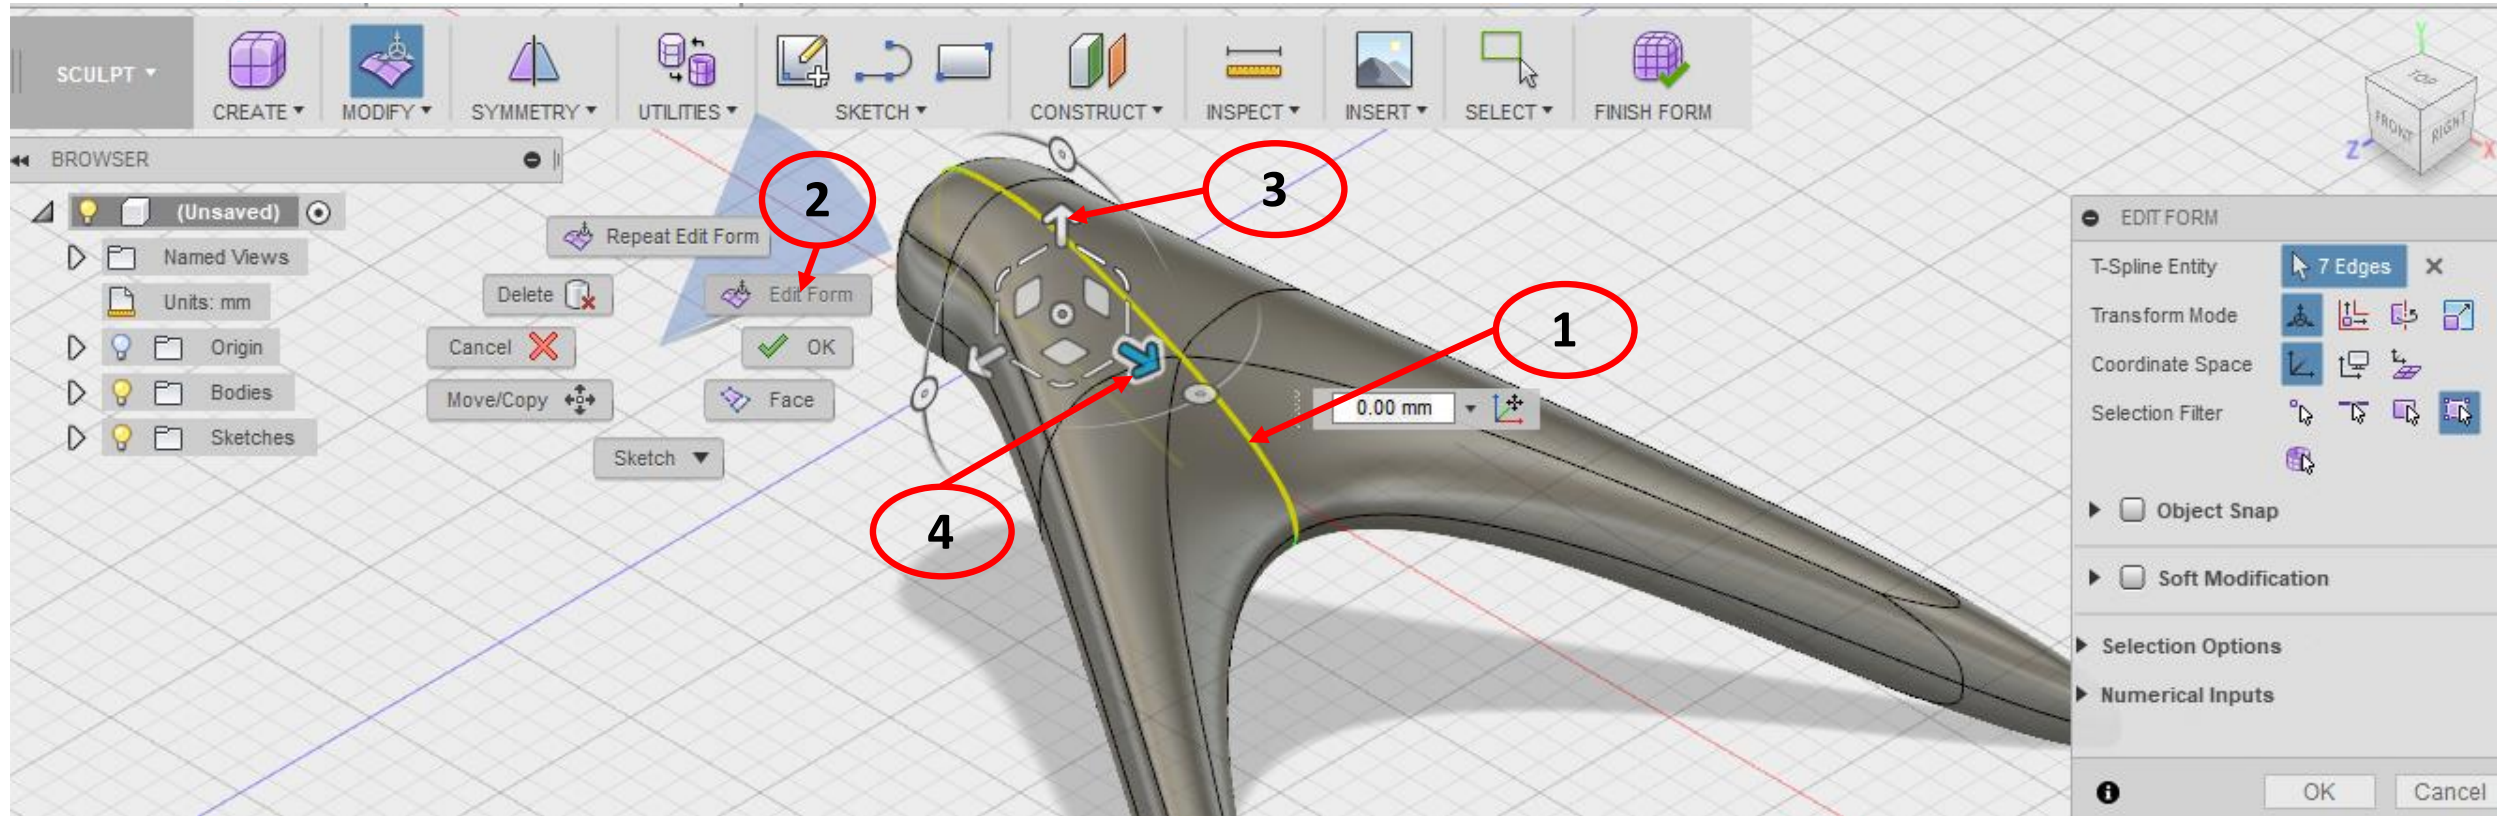 SCULPT
CREATE
MODIFY
SYMMETRY
UTILITIES
SKETCH
CONSTRUCT
INSPECT
INSERT
SELECT
FINISH FORM
BROWSER
(Unsaved)
Named Views
Units: mm
Origin
Bodies
Sketches
Repeat Edit Form
Delete
Edit Form
Cancel
OK
Move/Copy
Face
Sketch
2
3
1
4
0.00 mm
Y
TOP
FRONT
RIGHT
Z
X
EDIT FORM
T-Spline Entity
7 Edges
Transform Mode
Coordinate Space
Selection Filter
Object Snap
Soft Modification
Selection Options
Numerical Inputs
OK
Cancel